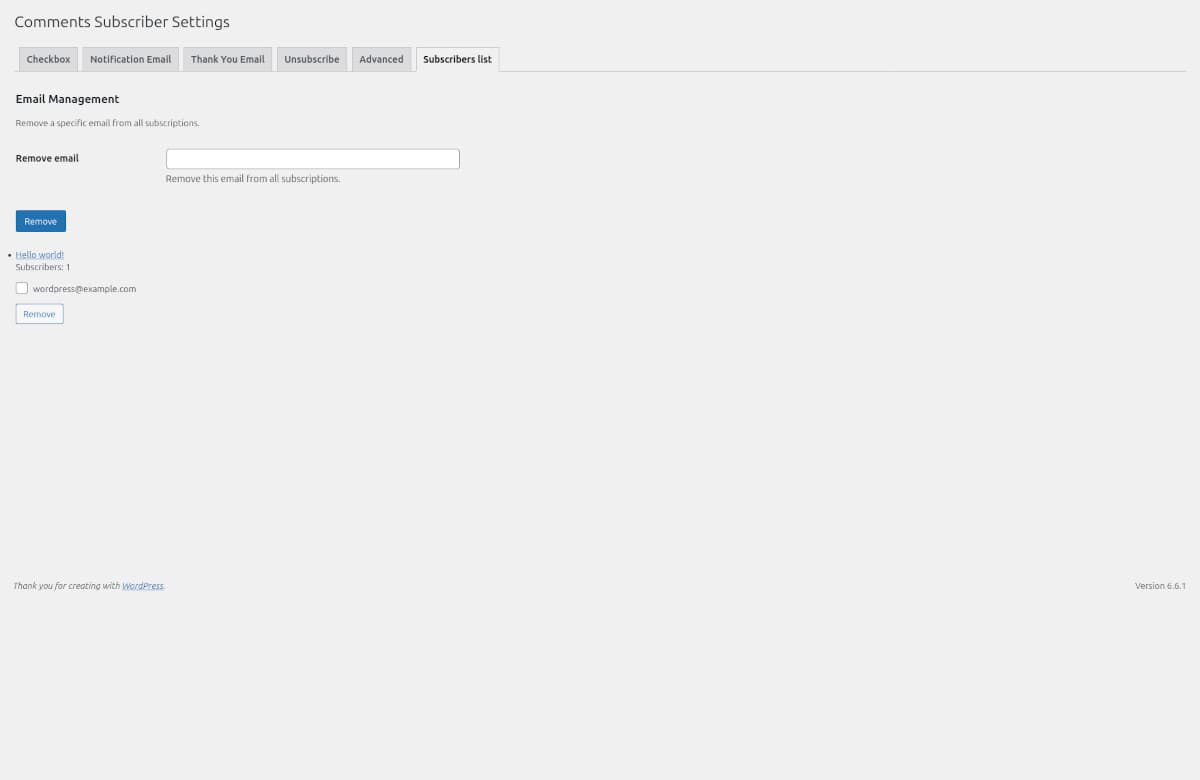 Comments Subscriber Settings
Checkbox Notification Email Thank You Email Unsubscribe Advanced Subscribers list
Email Management
Remove a specific email from all subscriptions.
Remove email
Remove this email from all subscriptions.
Remove
Hello world!
Subscribers: 1
wordpress@example.com
Remove
Thank you for creating with WordPress. Version 6.6.1